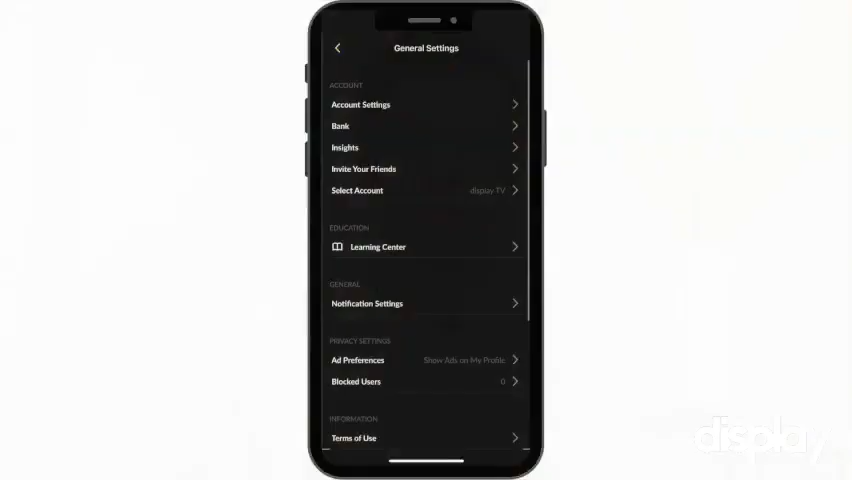 General Settings
ACCOUNT
Account Settings
Bank
Insights
Invite Your Friends
Select Account display TV
EDUCATION
Learning Center
GENERAL
Notification Settings
PRIVACY SETTINGS
Ad Preferences Show Ads on My Profile
Blocked Users 0
INFORMATION
Terms of Use
display